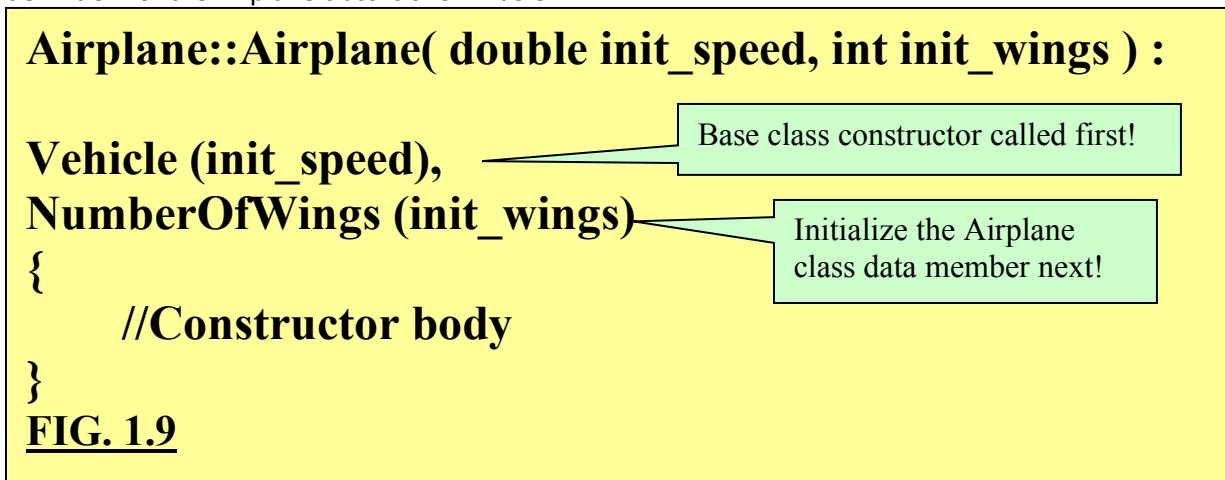 Airplane::Airplane( double init_speed, int init_wings ) :
Base class constructor called first!
Vehicle (init_speed),
NumberOfWings (init_wings)
Initialize the Airplane
class data member next!
{
//Constructor body
}
FIG. 1.9